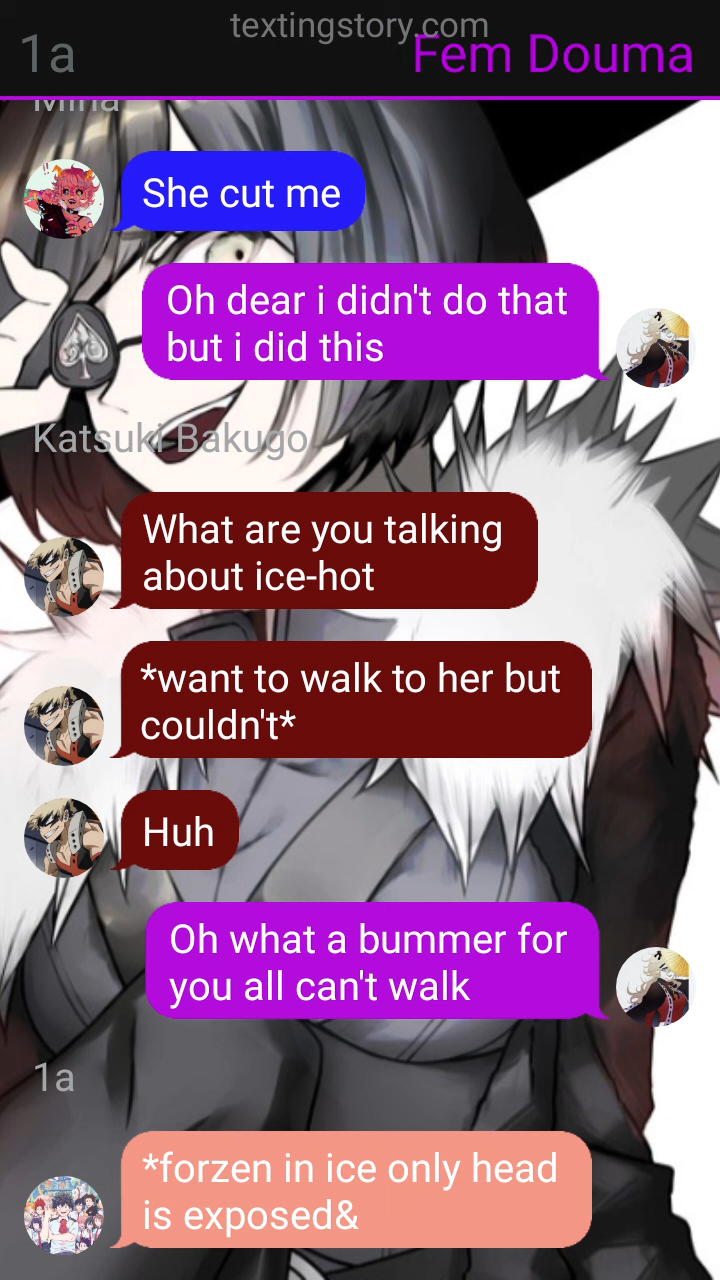 textingstory.com
1a
Fem Douma
Mina
She cut me
Oh dear i didn't do that
but i did this
Katsuki Bakugo
What are you talking
about ice-hot
*want to walk to her but
couldn't*
Huh
Oh what a bummer for
you all can't walk
1a
*forzen in ice only head
is exposed&